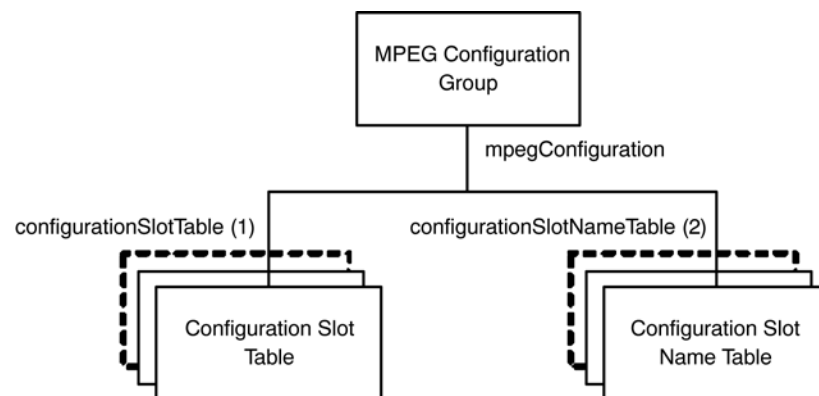 MPEG Configuration
Group
mpegConfiguration
configurationSlotTable (1)
configurationSlotNameTable (2)
Configuration Slot
Table
Configuration Slot
Name Table